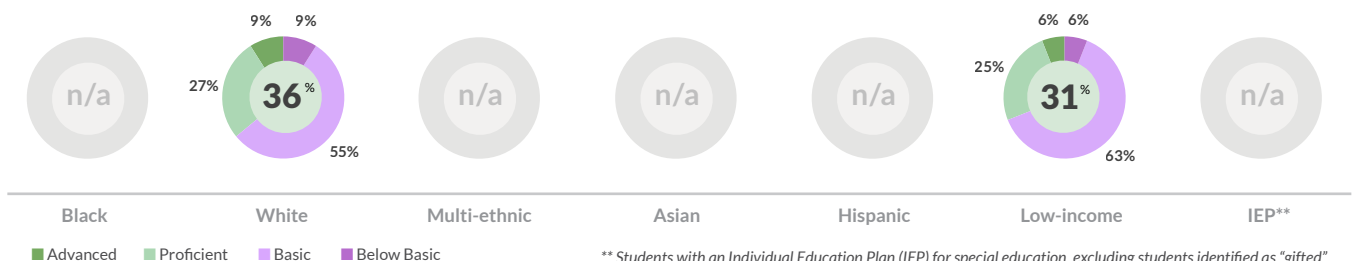 9% 9% 6% 6%
27% 25%
n/a 36% n/a n/a n/a 31% n/a
55% 63%
Black White Multi-ethnic Asian Hispanic Low-income IEP**
Advanced Proficient Basic Below Basic
** Students with an Individual Education Plan (IEP) for special education, excluding students identified as “gifted”